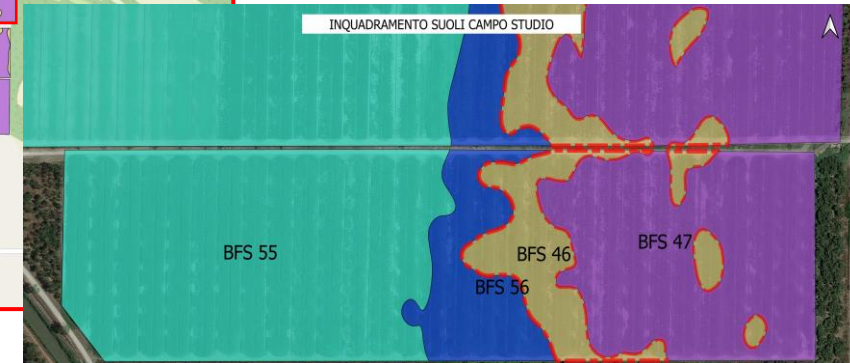 INQUADRAMENTO SUOLI CAMPO STUDIO
BFS 55
BFS 46
BFS 47
BFS 56